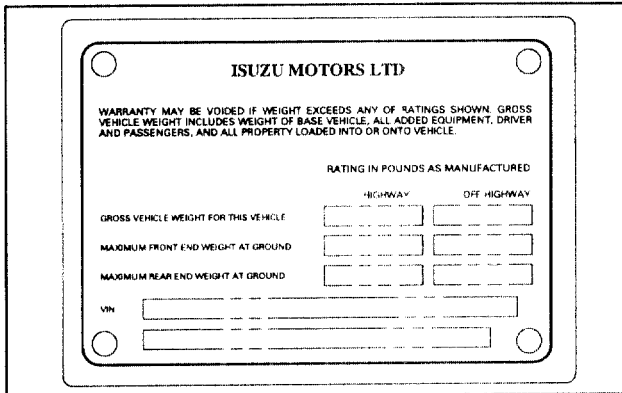 ISUZU MOTORS LTD
WARRANTY MAY BE VOIDED IF WEIGHT EXCEEDS ANY OF RATINGS SHOWN. GROSS
VEHICLE WEIGHT INCLUDES WEIGHT OF BASE VEHICLE, ALL ADDED EQUIPMENT, DRIVER
AND PASSENGERS, AND ALL PROPERTY LOADED INTO OR ONTO VEHICLE.
RATING IN POUNDS AS MANUFACTURED
HIGHWAY OFF HIGHWAY
GROSS VEHICLE WEIGHT FOR THIS VEHICLE
MAXIMUM FRONT END WEIGHT AT GROUND
MAXIMUM REAR END WEIGHT AT GROUND
VIN